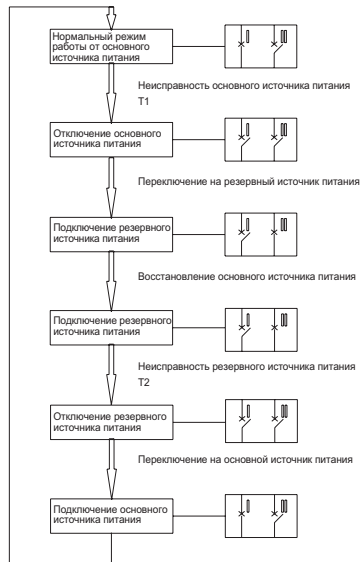 Нормальный режим
работы от основного
источника питания
Неисправность основного источника питания
T1
Отключение основного
источника питания
Переключение на резервный источник питания
Подключение резервного
источника питания
Восстановление основного источника питания
Подключение резервного
источника питания
Неисправность резервного источника питания
T2
Отключение резервного
источника питания
Переключение на основной источник питания
Подключение основного
источника питания